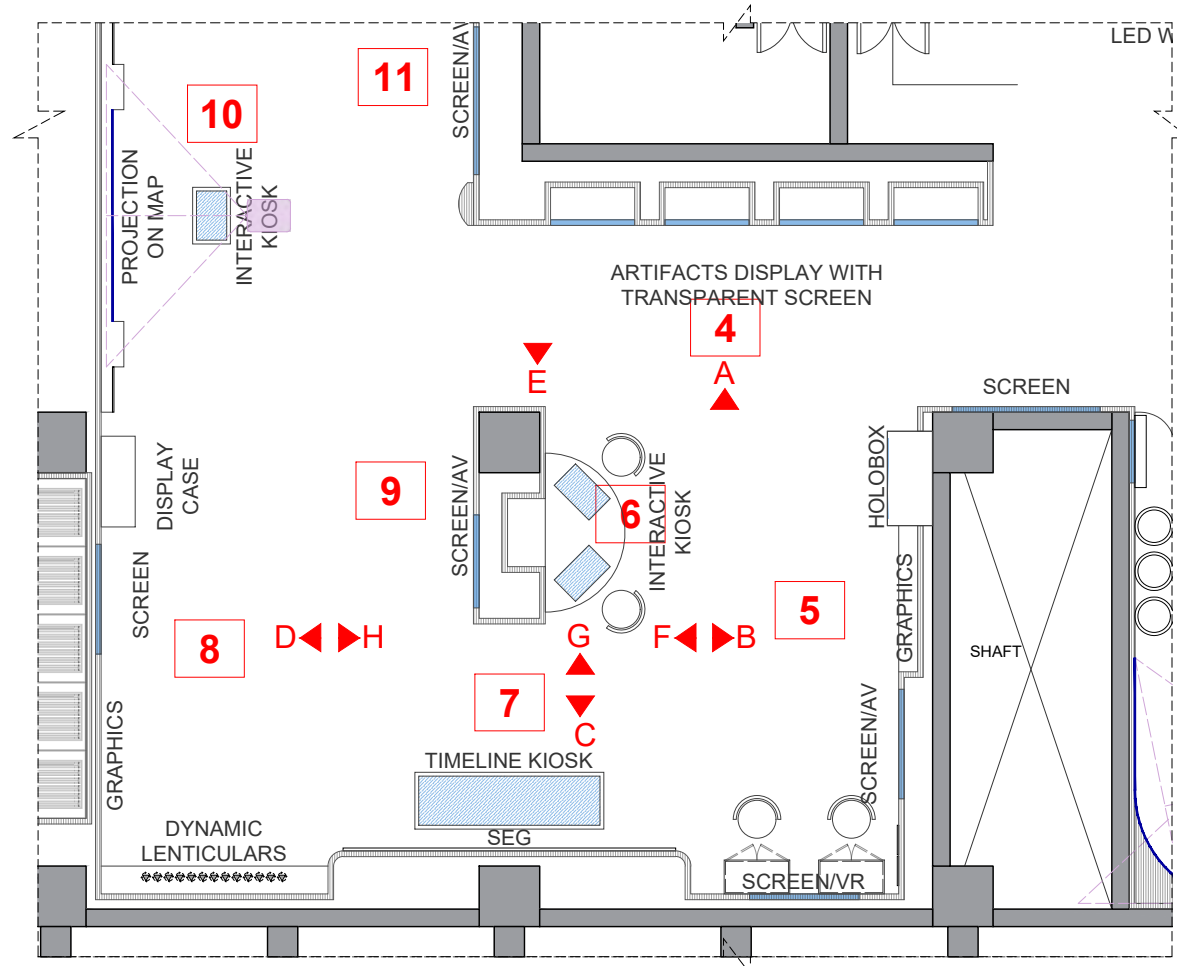 LED W
11
SCREEN/AV
10
PROJECTION
ON MAP
INTERACTIVE
KIOSK
ARTIFACTS DISPLAY WITH
TRANSPARENT SCREEN
4
A
E
SCREEN
HOLOBOX
DISPLAY
CASE
9
SCREEN/AV
6
INTERACTIVE
KIOSK
5
GRAPHICS
SCREEN
8
D
H
G
F
B
SHAFT
7
C
GRAPHICS
SCREEN/AV
TIMELINE KIOSK
SEG
DYNAMIC
LENTICULARS
SCREEN/VR